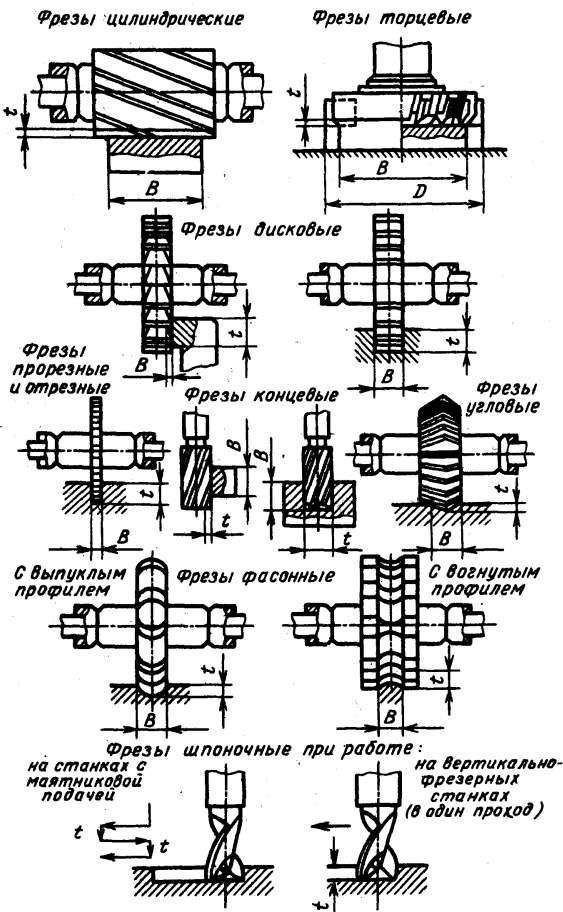 Фрезы цилиндрические
Фрезы торцевые
t
t
B
B
D
Фрезы дисковые
t
t
B
B
Фрезы
прорезные
и отрезные
Фрезы концевые
Фрезы
угловые
t
B
B
t
B
t
t
B
С выпуклым
профилем
Фрезы фасонные
С вогнутым
профилем
t
t
B
B
Фрезы шпоночные при работе:
на станках с
маятниковой
подачей
на вертикально-
фрезерных
станках
(в один проход)
t
t
t